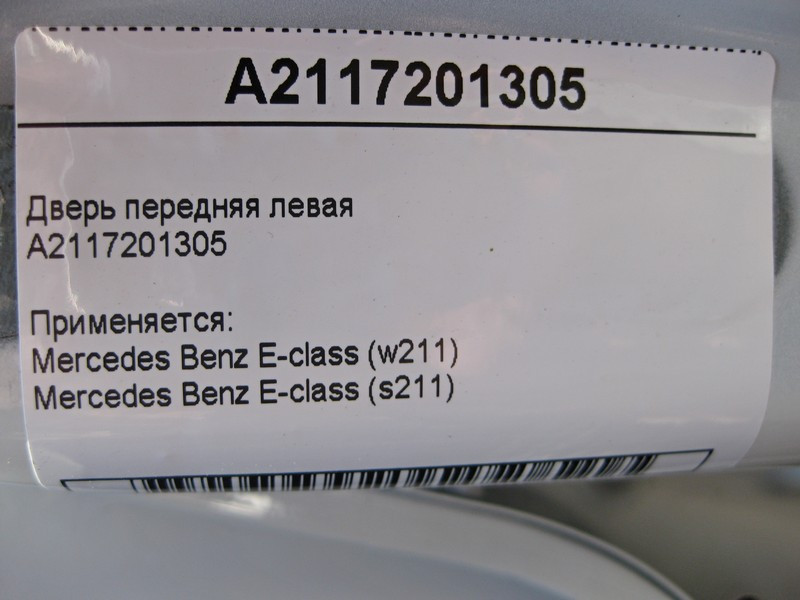 A2117201305
Дверь передняя левая
A2117201305
Применяется:
Mercedes Benz E-class (w211)
Mercedes Benz E-class (s211)